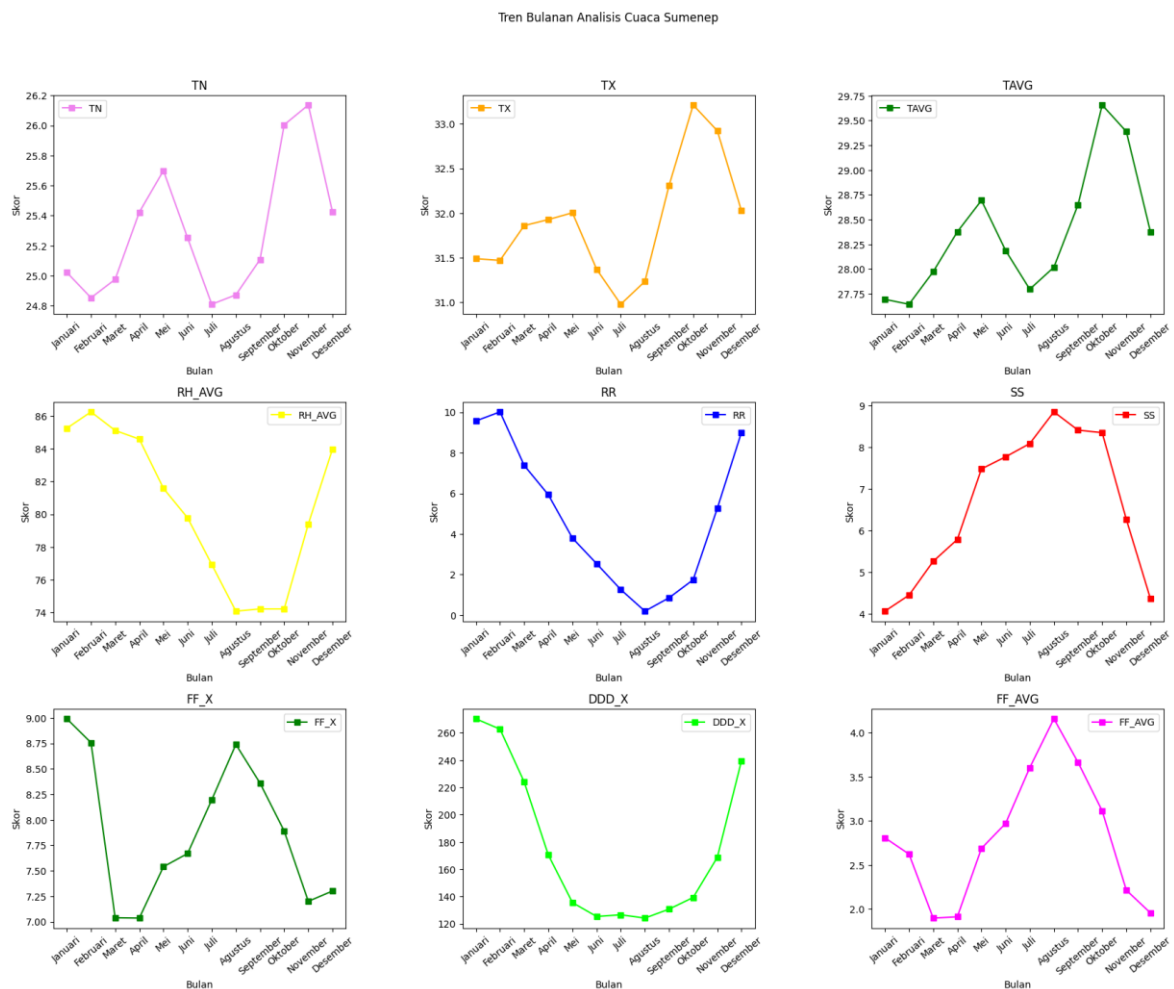 Tren Bulanan Analisis Cuaca Sumenep
TN
TN
Skor
26.2
26.0
25.8
25.6
25.4
25.2
25.0
24.8
Januari
Februari
Maret
April
Mei
Juni
Juli
Agustus
September
Oktober
November
Desember
Bulan
TX
TX
Skor
33.0
32.5
32.0
31.5
31.0
Januari
Februari
Maret
April
Mei
Juni
Juli
Agustus
September
Oktober
November
Desember
Bulan
TAVG
TAVG
Skor
29.75
29.50
29.25
29.00
28.75
28.50
28.25
28.00
27.75
Januari
Februari
Maret
April
Mei
Juni
Juli
Agustus
September
Oktober
November
Desember
Bulan
RH_AVG
RH_AVG
Skor
86
84
82
80
78
76
74
Januari
Februari
Maret
April
Mei
Juni
Juli
Agustus
September
Oktober
November
Desember
Bulan
RR
RR
Skor
10
8
6
4
2
0
Januari
Februari
Maret
April
Mei
Juni
Juli
Agustus
September
Oktober
November
Desember
Bulan
SS
SS
Skor
9
8
7
6
5
4
Januari
Februari
Maret
April
Mei
Juni
Juli
Agustus
September
Oktober
November
Desember
Bulan
FF_X
FF_X
Skor
9.00
8.75
8.50
8.25
8.00
7.75
7.50
7.25
7.00
Januari
Februari
Maret
April
Mei
Juni
Juli
Agustus
September
Oktober
November
Desember
Bulan
DDD_X
DDD_X
Skor
260
240
220
200
180
160
140
120
Januari
Februari
Maret
April
Mei
Juni
Juli
Agustus
September
Oktober
November
Desember
Bulan
FF_AVG
FF_AVG
Skor
4.0
3.5
3.0
2.5
2.0
Januari
Februari
Maret
April
Mei
Juni
Juli
Agustus
September
Oktober
November
Desember
Bulan